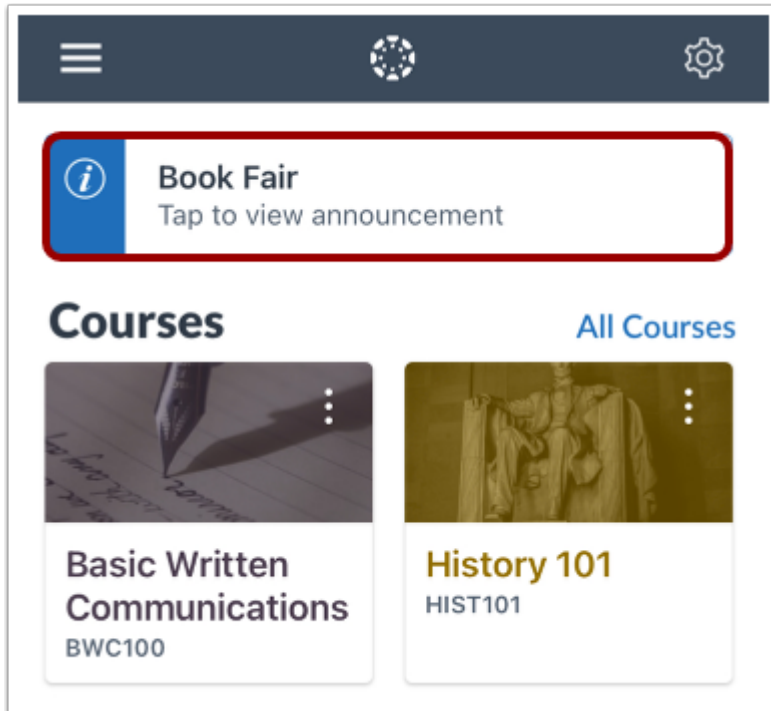 Book Fair
Tap to view announcement
Courses
All Courses
Basic Written
Communications
BWC100
History 101
HIST101